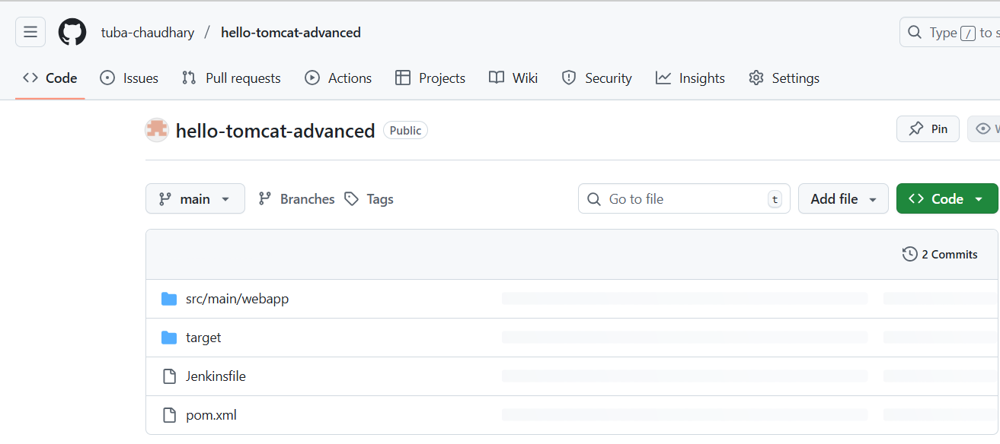 tuba-chaudhary / hello-tomcat-advanced Type / to s
Code Issues Pull requests Actions Projects Wiki Security Insights Settings
hello-tomcat-advanced Public Pin
main Branches Tags Go to file t Add file Code
2 Commits
src/main/webapp
target
Jenkinsfile
pom.xml